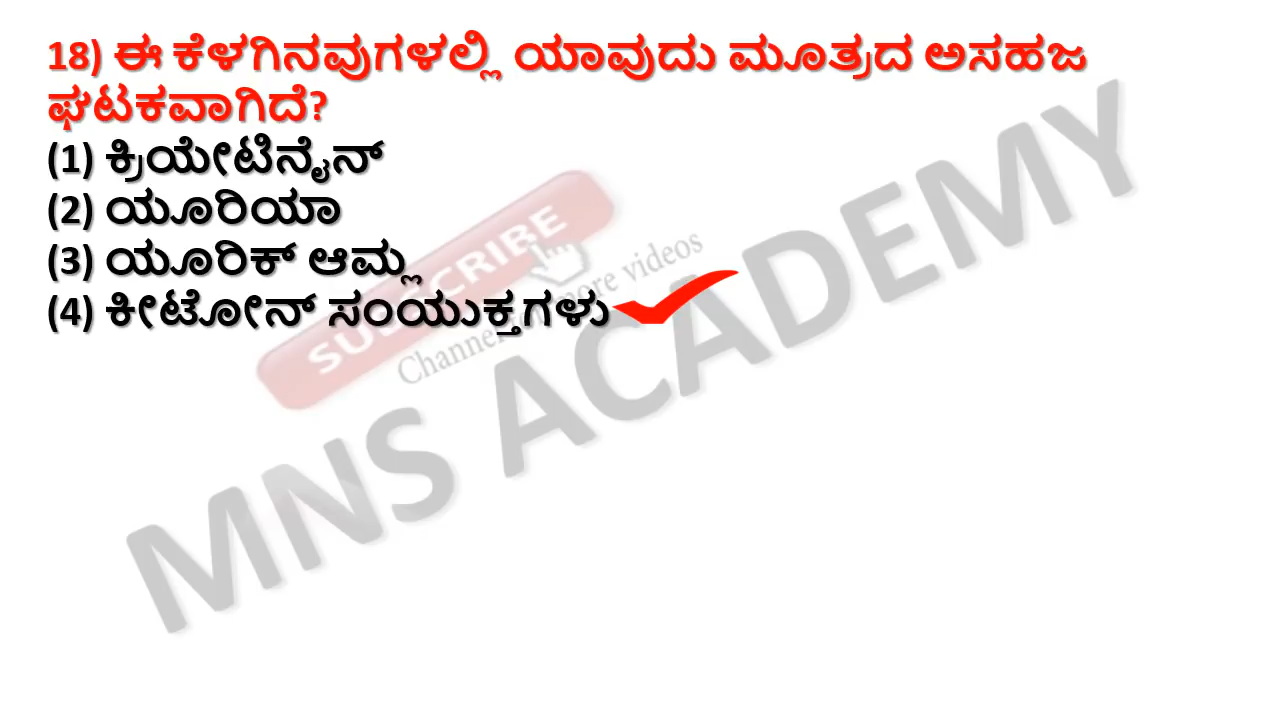 18) ಈ ಕೆಳಗಿನವುಗಳಲ್ಲಿ ಯಾವುದು ಮೂತ್ರದ ಅಸಹಜ
ಘಟಕವಾಗಿದೆ?
(1) ಕ್ರಿಯೇಟಿನೈನ್
(2) ಯೂರಿಯಾ
(3) ಯೂರಿಕ್ ಆಮ್ಲ
(4) ಕೀಟೋನ್ ಸಂಯುಕ್ತಗಳು
SUBSCRIBE
Channel for more videos
MNS ACADEMY